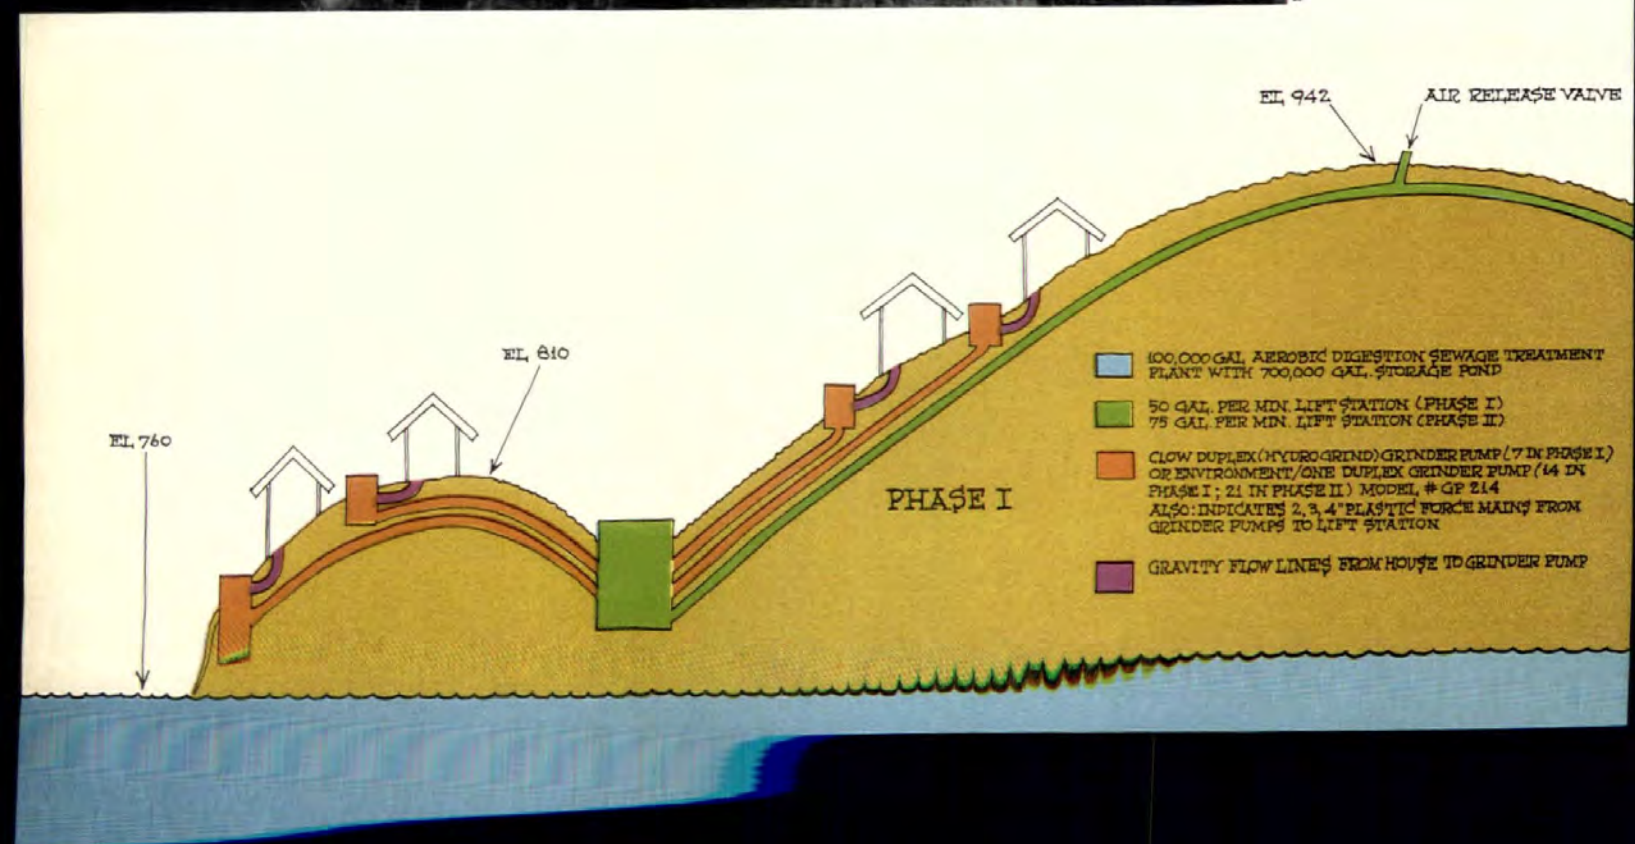 EL 942
AIR RELEASE VALVE
EL 810
EL 760
100,000 GAL AEROBIC DIGESTION SEWAGE TREATMENT
PLANT WITH 700,000 GAL. STORAGE POND
50 GAL. PER MIN. LIFT STATION (PHASE I)
75 GAL. PER MIN. LIFT STATION (PHASE II)
CLOW DUPLEX (HYDROGRIND) GRINDER PUMP (7 IN PHASE I)
OR ENVIRONMENT/ONE DUPLEX GRINDER PUMP (14 IN
PHASE I; 21 IN PHASE II) MODEL # GP 214
ALSO: INDICATES 2, 3, 4" PLASTIC FORCE MAINS FROM
GRINDER PUMPS TO LIFT STATION
PHASE I
GRAVITY FLOW LINES FROM HOUSE TO GRINDER PUMP